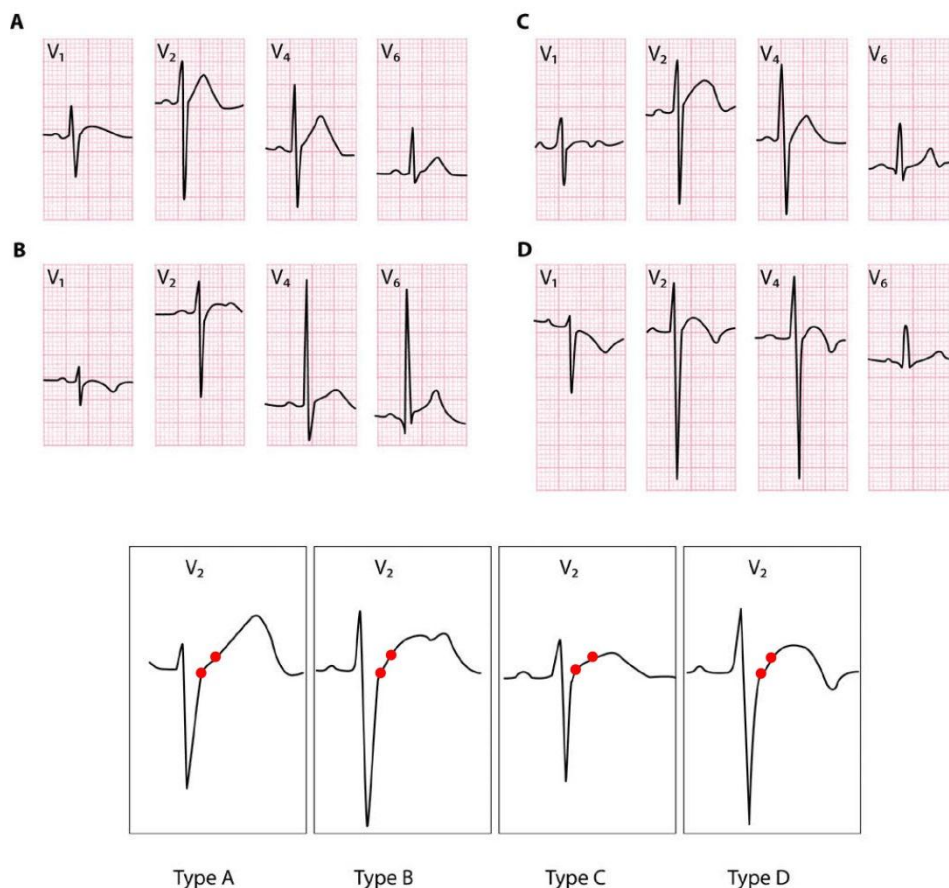 A
V₁ V₂ V₄ V₆
C
V₁ V₂ V₄ V₆
B
V₁ V₂ V₄ V₆
D
V₁ V₂ V₄ V₆
V₂ V₂ V₂ V₂
Type A Type B Type C Type D